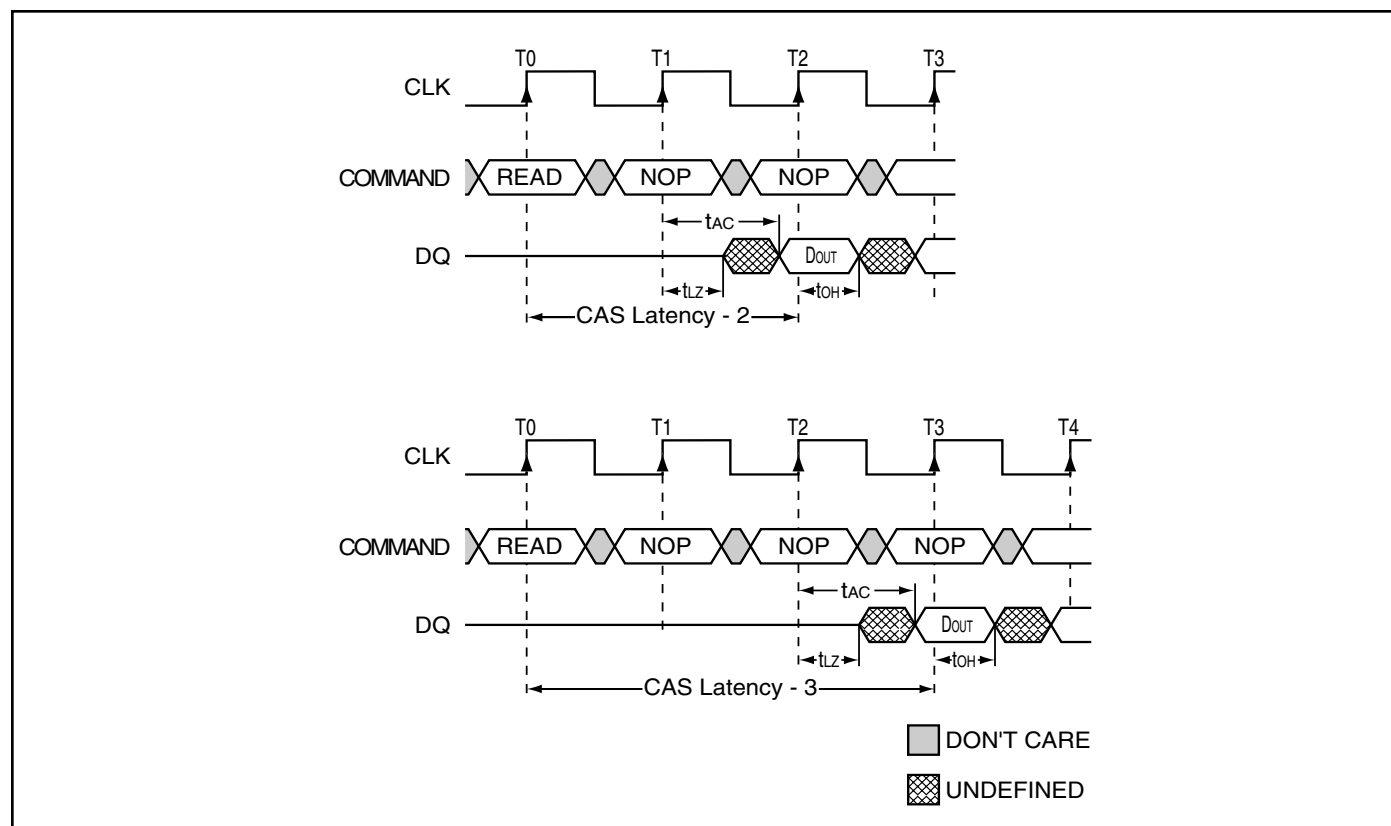 T0 T1 T2 T3
CLK
COMMAND READ NOP NOP
tAC
DQ DOUT
tLZ tOH
CAS Latency - 2
T0 T1 T2 T3 T4
CLK
COMMAND READ NOP NOP NOP
tAC
DQ DOUT
tLZ tOH
CAS Latency - 3
DON'T CARE
UNDEFINED